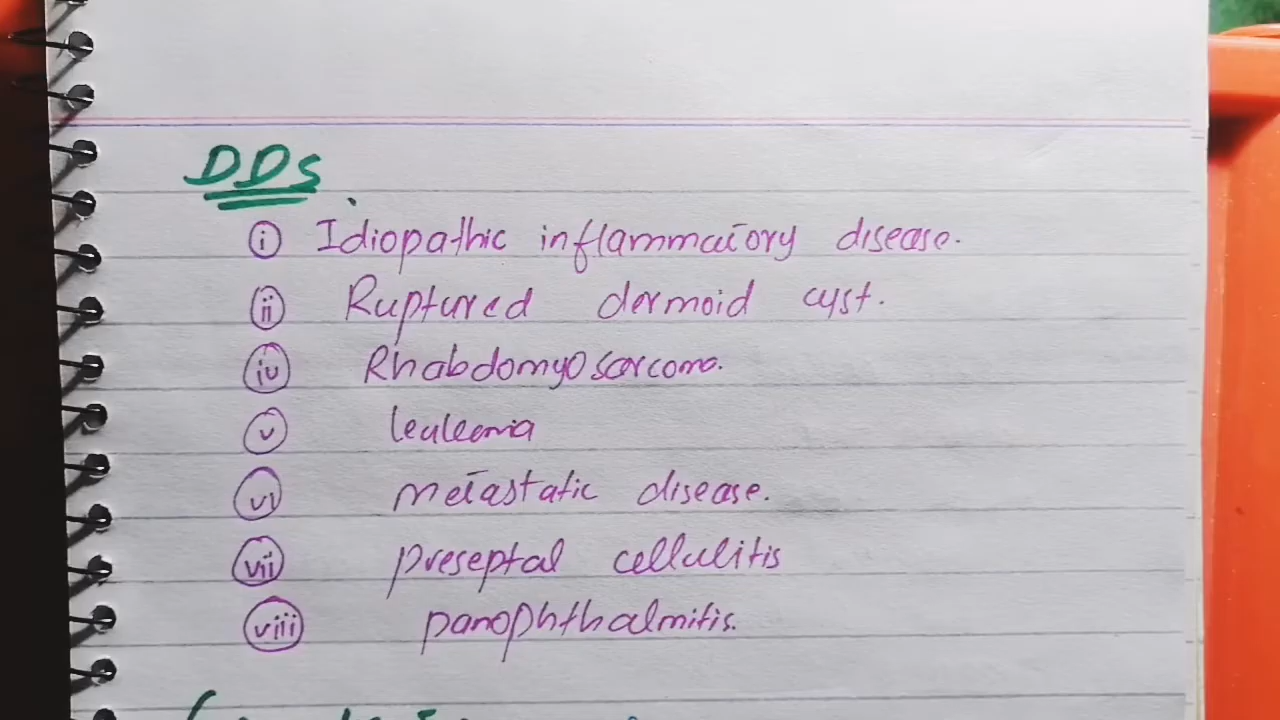 DDs
i Idiopathic inflammatory disease.
ii Ruptured dermoid cyst.
iv Rhabdomyosarcoma.
v leukemia
vi metastatic disease.
vii preseptal cellulitis
viii panophthalmitis.